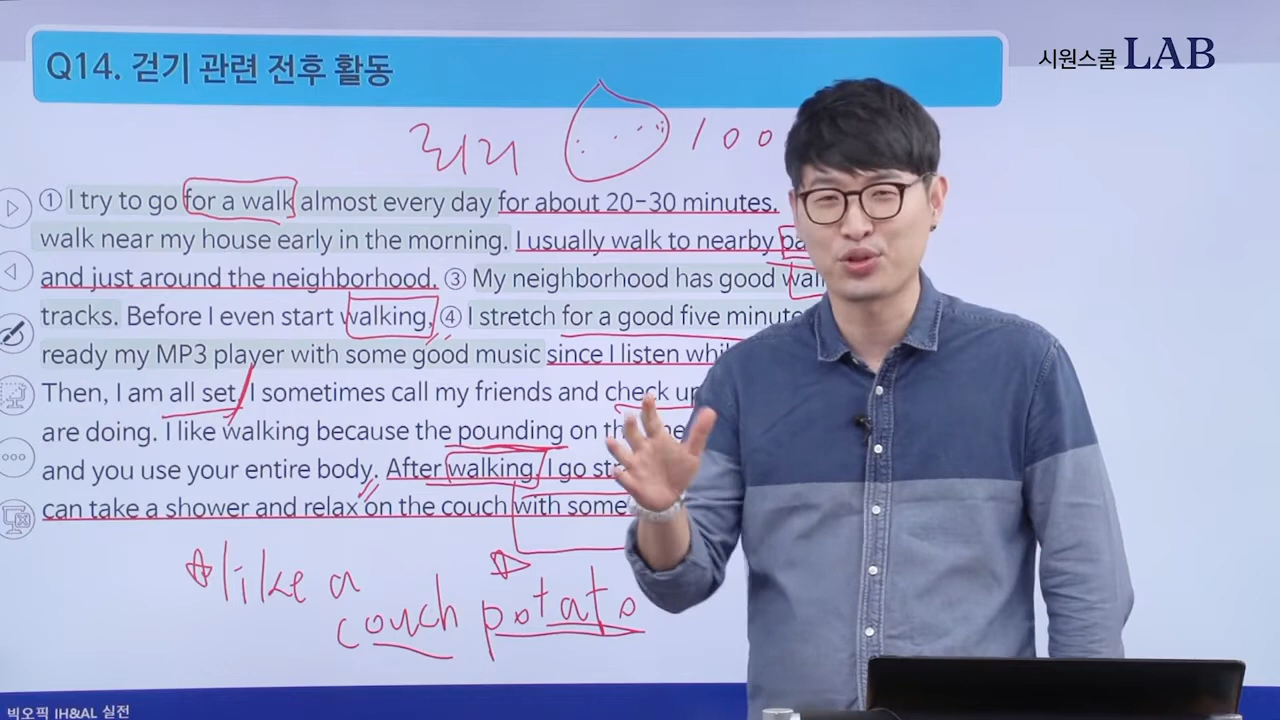 Q14. 걷기 관련 전후 활동
시원스쿨 LAB
리리 100
① I try to go for a walk almost every day for about 20-30 minutes.
walk near my house early in the morning. I usually walk to nearby
and just around the neighborhood. ③ My neighborhood has good
tracks. Before I even start walking, ④ I stretch for a good five
ready my MP3 player with some good music since I listen
Then, I am all set. I sometimes call my friends and check
are doing. I like walking because the pounding on
and you use your entire body. After walking, I go
can take a shower and relax on the couch with some
like a
couch potato
빅오픽 IH&AL 실전